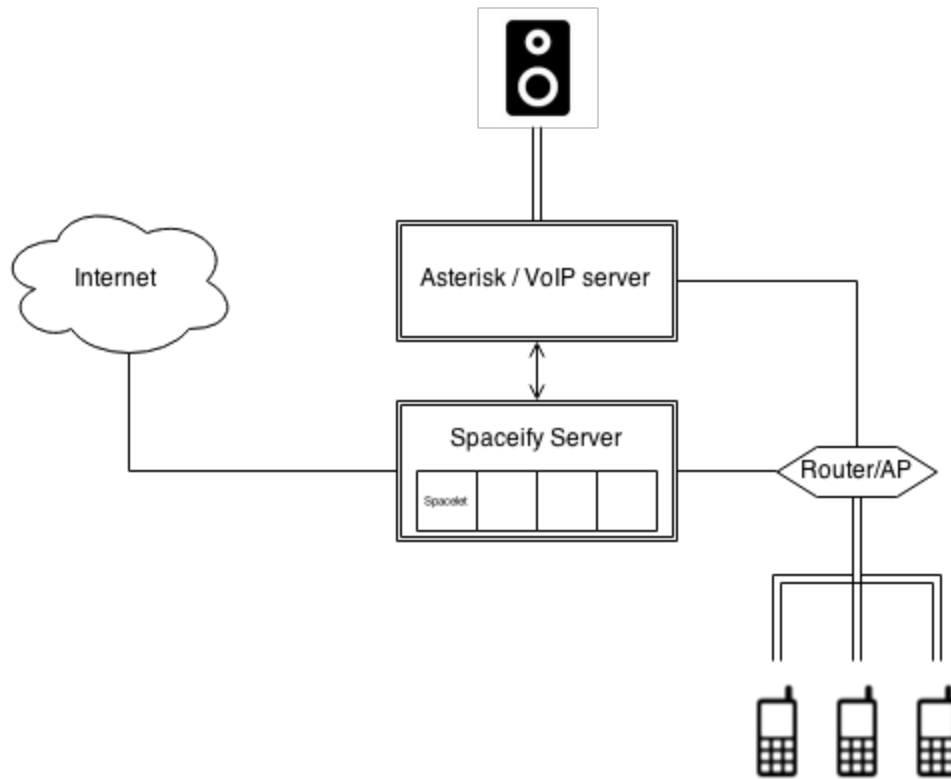 Internet
Asterisk / VoIP server
Spaceify Server
Spacelet
Router/AP